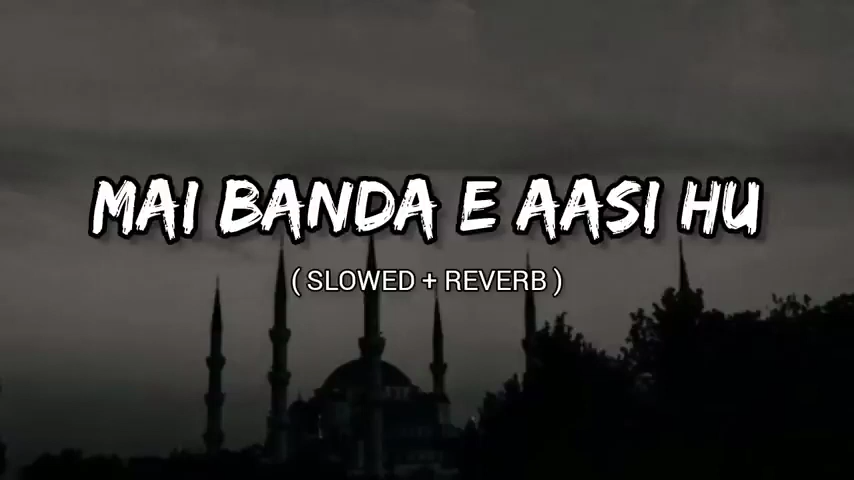 MAI BANDA E AASI HU
( SLOWED + REVERB )